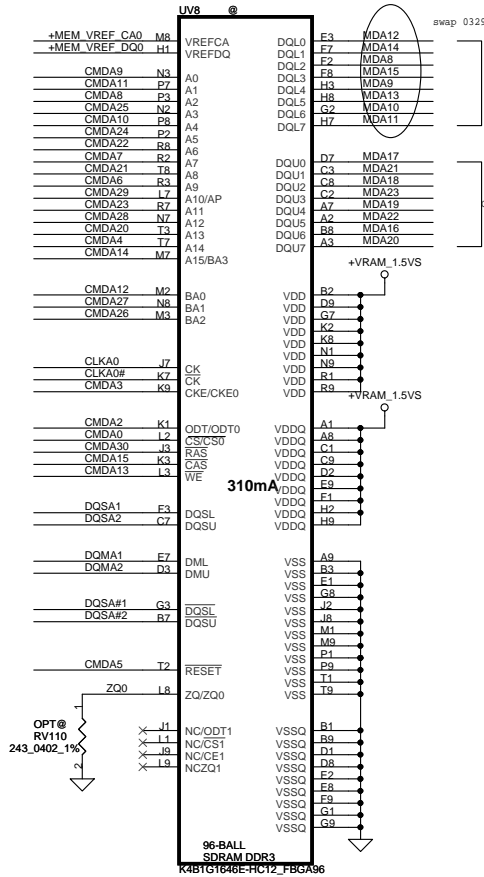 UV8 @
swap 0329
+MEM_VREF_CA0 M8 VREFCA
+MEM_VREF_DQ0 H1 VREFDQ
CMDA9 N3 A0
CMDA11 P7 A1
CMDA8 P3 A2
CMDA25 N2 A3
CMDA10 P8 A4
CMDA24 P2 A5
CMDA22 R8 A6
CMDA7 R2 A7
CMDA21 T8 A8
CMDA6 R3 A9
CMDA29 L7 A10/AP
CMDA23 R7 A11
CMDA28 N7 A12
CMDA20 T3 A13
CMDA4 T7 A14
CMDA14 M7 A15/BA3
CMDA12 M2 BA0
CMDA27 N8 BA1
CMDA26 M3 BA2
CLKA0 J7 CK
CLKA0# K7 CK
CMDA3 K9 CKE/CKE0
CMDA2 K1 ODT/ODT0
CMDA0 L2 CS/CS0
CMDA30 J3 RAS
CMDA15 K3 CAS
CMDA13 L3 WE
DQSA1 F3 DQSL
DQSA2 C7 DQSU
DQMA1 E7 DML
DQMA2 D3 DMU
DQSA#1 G3 DQSL
DQSA#2 B7 DQSU
CMDA5 T2 RESET
ZQ0 L8 ZQ/ZQ0
1
OPT@
RV110
243_0402_1%
2
J1 NC/ODT1
L1 NC/CS1
J9 NC/CE1
L9 NCZQ1
DQL0 E3 MDA12
DQL1 F7 MDA14
DQL2 F2 MDA8
DQL3 F8 MDA15
DQL4 H3 MDA9
DQL5 H8 MDA13
DQL6 G2 MDA10
DQL7 H7 MDA11
DQU0 D7 MDA17
DQU1 C3 MDA21
DQU2 C8 MDA18
DQU3 C2 MDA23
DQU4 A7 MDA19
DQU5 A2 MDA22
DQU6 B8 MDA16
DQU7 A3 MDA20
+VRAM_1.5VS
VDD B2
VDD D9
VDD G7
VDD K2
VDD K8
VDD N1
VDD N9
VDD R1
VDD R9
+VRAM_1.5VS
VDDQ A1
VDDQ A8
VDDQ C1
VDDQ C9
VDDQ D2
VDDQ E9
VDDQ F1
VDDQ H2
VDDQ H9
310mA
VSS A9
VSS B3
VSS E1
VSS G8
VSS J2
VSS J8
VSS M1
VSS M9
VSS P1
VSS P9
VSS T1
VSS T9
VSSQ B1
VSSQ B9
VSSQ D1
VSSQ D8
VSSQ E2
VSSQ E8
VSSQ F9
VSSQ G1
VSSQ G9
96-BALL
SDRAM DDR3
K4B1G1646E-HC12_FBGA96